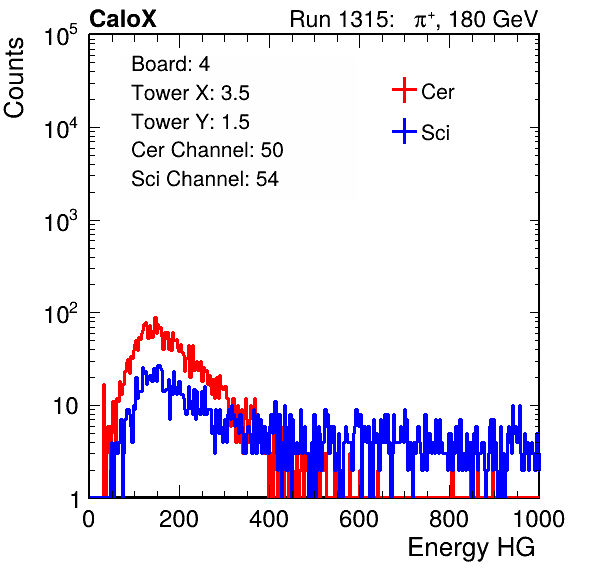 CaloX Run 1315: π⁺, 180 GeV
Counts
10⁵
10⁴
10³
10²
10
1
Board: 4
Tower X: 3.5
Tower Y: 1.5
Cer Channel: 50
Sci Channel: 54
Cer
Sci
0 200 400 600 800 1000
Energy HG